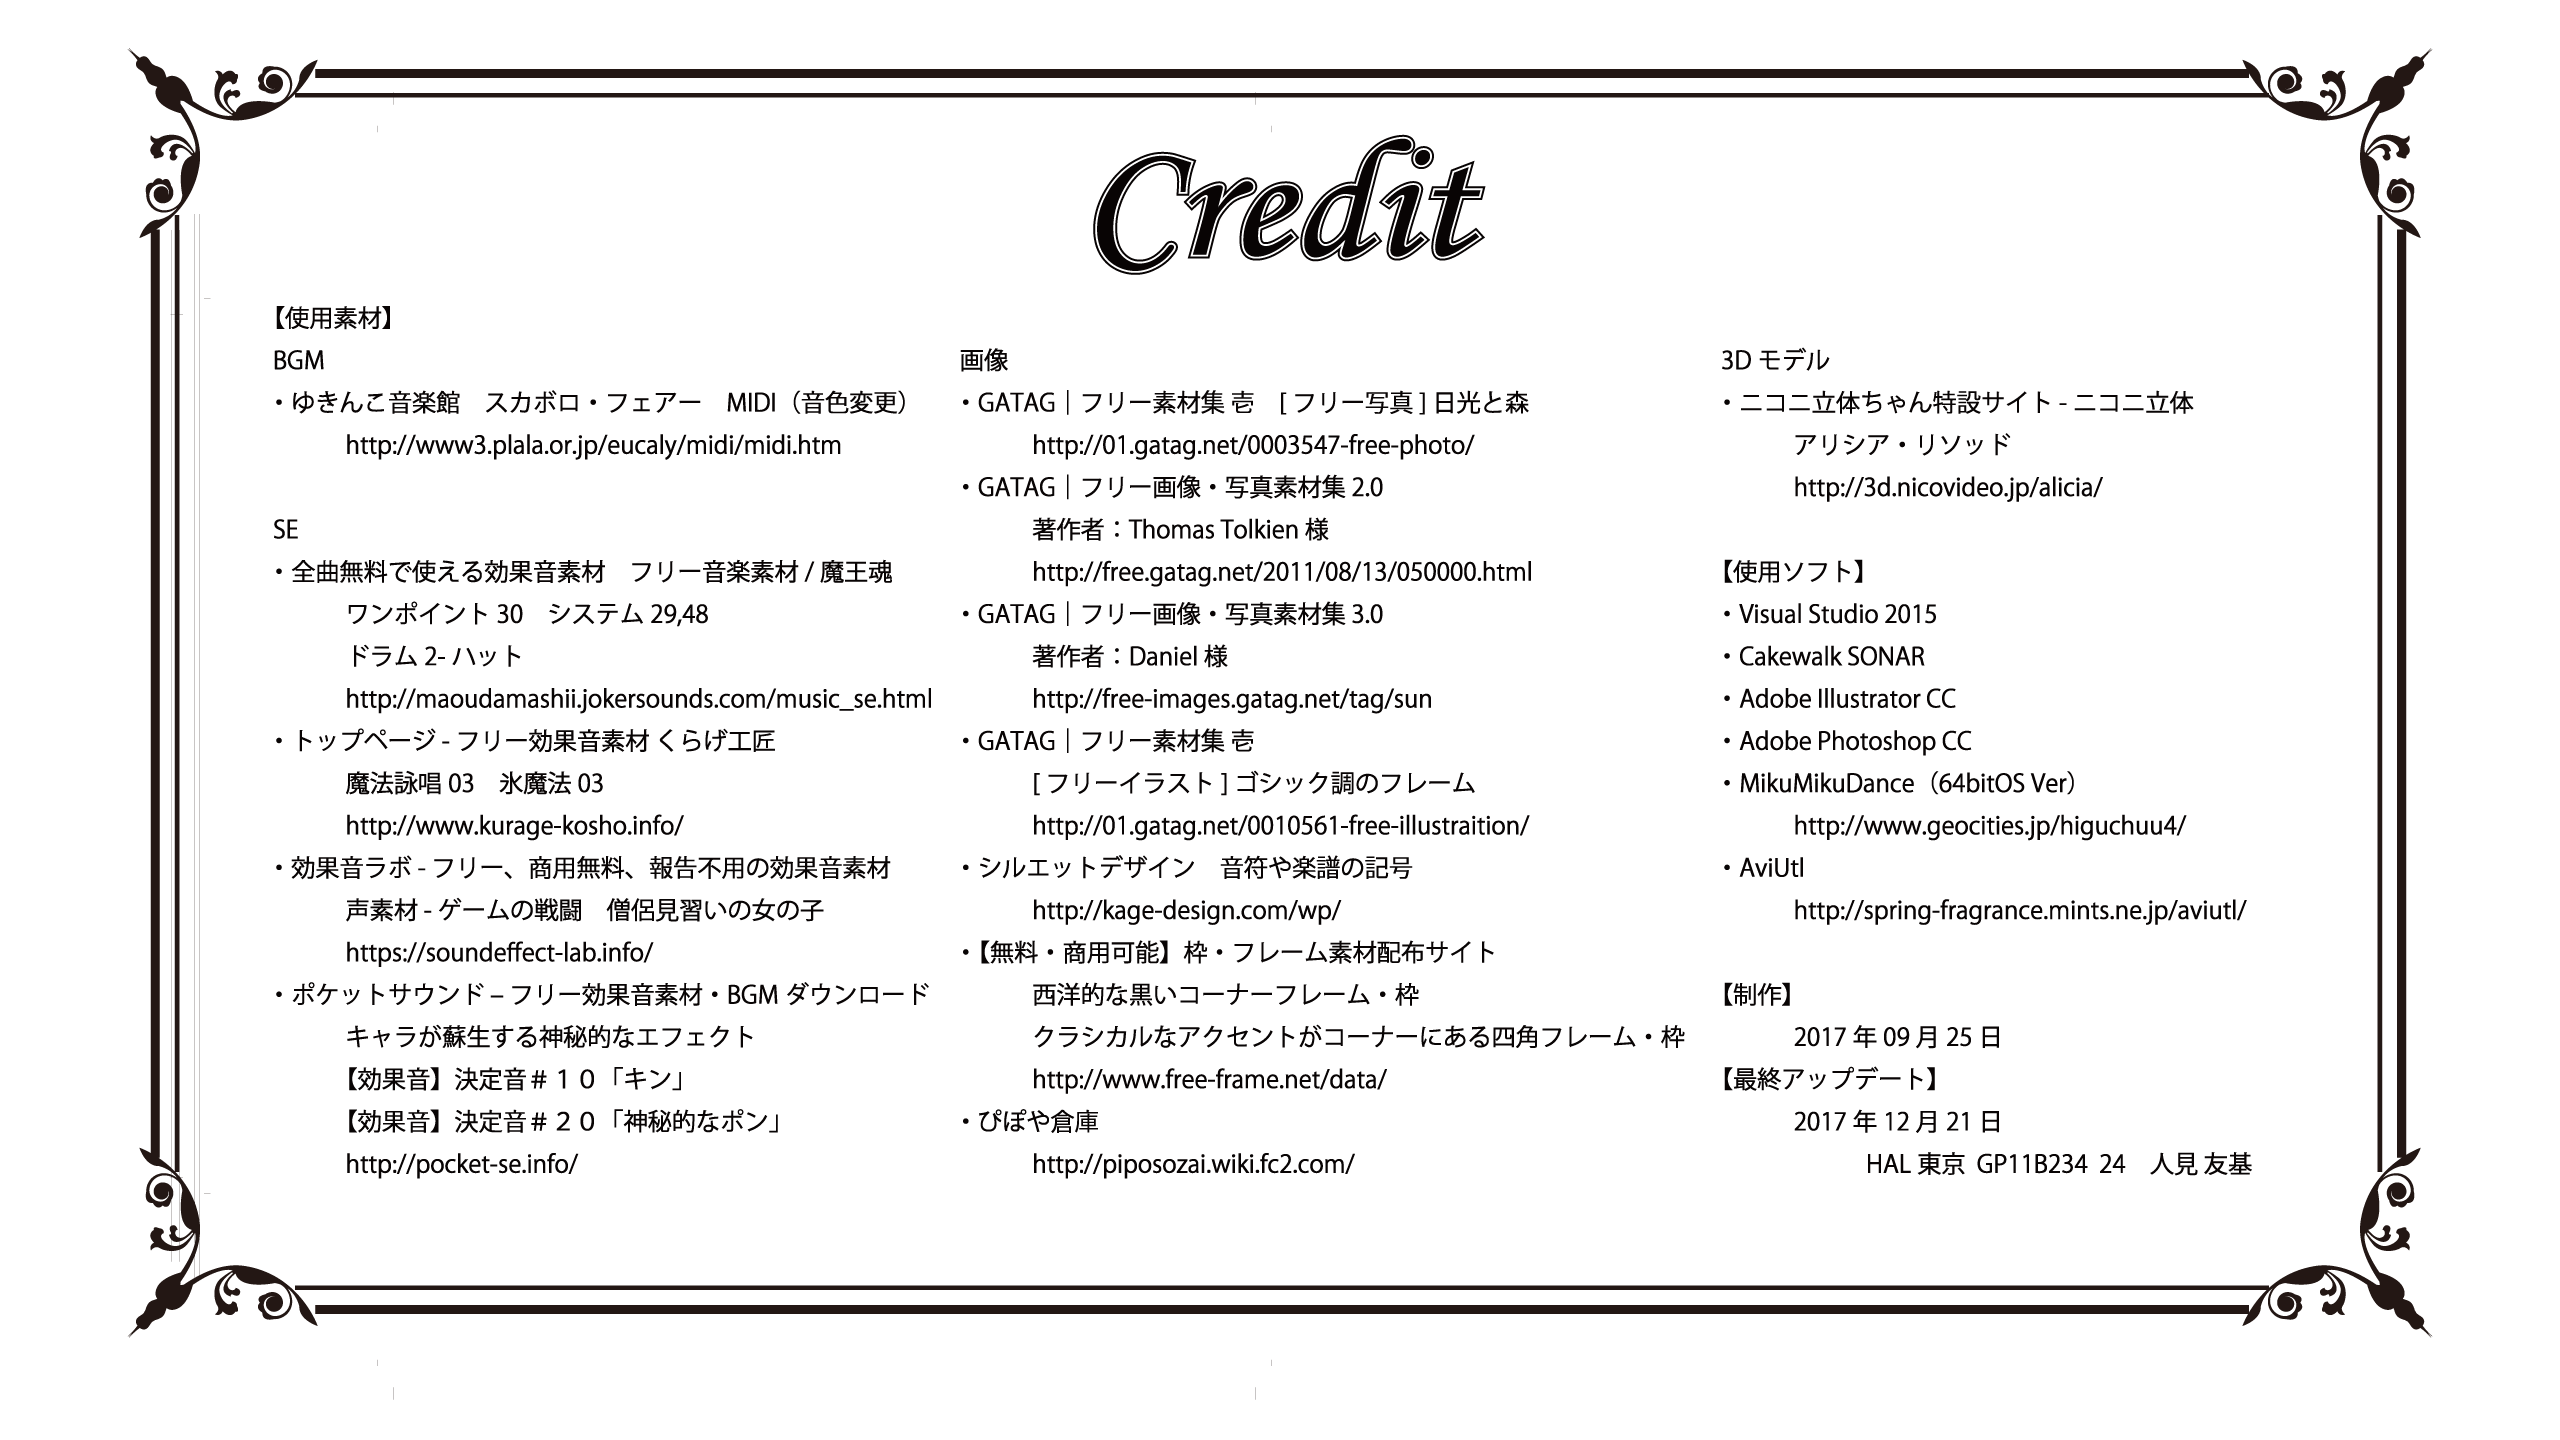 Credit
【使用素材】
BGM
・ゆきんこ音楽館　スカボロ・フェアー　MIDI（音色変更）
http://www3.plala.or.jp/eucaly/midi/midi.htm
SE
・全曲無料で使える効果音素材　フリー音楽素材 / 魔王魂
ワンポイント 30　システム 29,48
ドラム 2- ハット
http://maoudamashii.jokersounds.com/music_se.html
・トップページ - フリー効果音素材 くらげ工匠
魔法詠唱 03　氷魔法 03
http://www.kurage-kosho.info/
・効果音ラボ - フリー、商用無料、報告不用の効果音素材
声素材 - ゲームの戦闘　僧侶見習いの女の子
https://soundeffect-lab.info/
・ポケットサウンド – フリー効果音素材・BGM ダウンロード
キャラが蘇生する神秘的なエフェクト
【効果音】決定音＃１０「キン」
【効果音】決定音＃２０「神秘的なポン」
http://pocket-se.info/
画像
・GATAG｜フリー素材集 壱　[ フリー写真 ] 日光と森
http://01.gatag.net/0003547-free-photo/
・GATAG｜フリー画像・写真素材集 2.0
著作者：Thomas Tolkien 様
http://free.gatag.net/2011/08/13/050000.html
・GATAG｜フリー画像・写真素材集 3.0
著作者：Daniel 様
http://free-images.gatag.net/tag/sun
・GATAG｜フリー素材集 壱
[ フリーイラスト ] ゴシック調のフレーム
http://01.gatag.net/0010561-free-illustraition/
・シルエットデザイン　音符や楽譜の記号
http://kage-design.com/wp/
・【無料・商用可能】枠・フレーム素材配布サイト
西洋的な黒いコーナーフレーム・枠
クラシカルなアクセントがコーナーにある四角フレーム・枠
http://www.free-frame.net/data/
・ぴぽや倉庫
http://piposozai.wiki.fc2.com/
3D モデル
・ニコニ立体ちゃん特設サイト - ニコニ立体
アリシア・リソッド
http://3d.nicovideo.jp/alicia/
【使用ソフト】
・Visual Studio 2015
・Cakewalk SONAR
・Adobe Illustrator CC
・Adobe Photoshop CC
・MikuMikuDance（64bitOS Ver）
http://www.geocities.jp/higuchuu4/
・AviUtl
http://spring-fragrance.mints.ne.jp/aviutl/
【制作】
2017 年 09 月 25 日
【最終アップデート】
2017 年 12 月 21 日
HAL 東京 GP11B234 24　人見 友基